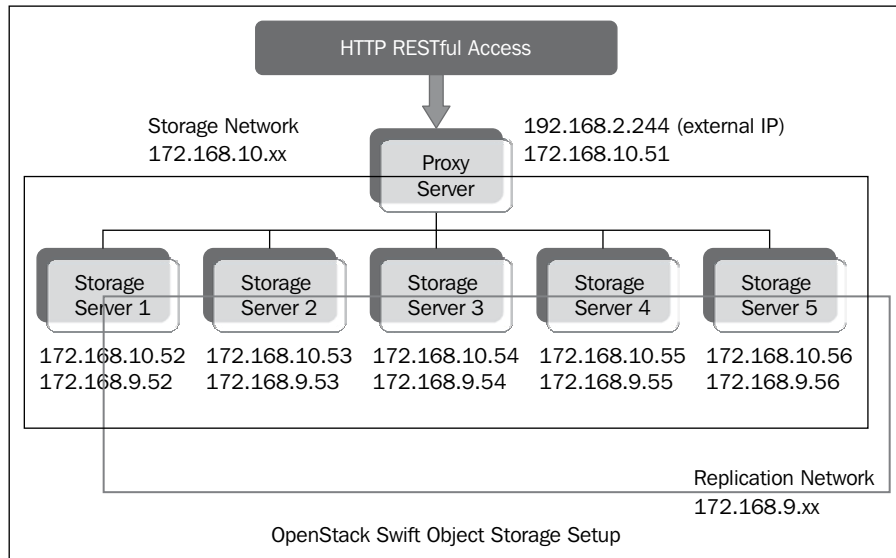 HTTP RESTful Access
Storage Network
172.168.10.xx
192.168.2.244 (external IP)
172.168.10.51
Proxy
Server
Storage
Server 1
Storage
Server 2
Storage
Server 3
Storage
Server 4
Storage
Server 5
172.168.10.52
172.168.9.52
172.168.10.53
172.168.9.53
172.168.10.54
172.168.9.54
172.168.10.55
172.168.9.55
172.168.10.56
172.168.9.56
Replication Network
172.168.9.xx
OpenStack Swift Object Storage Setup